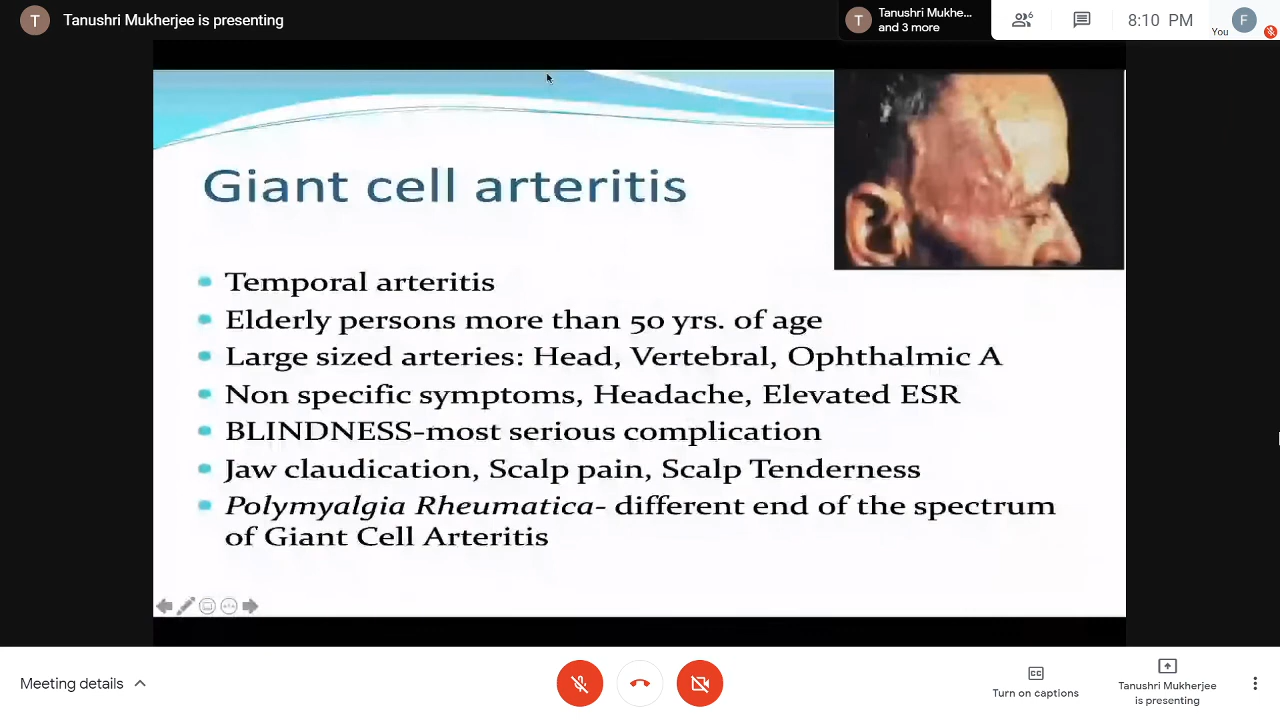 T Tanushri Mukherjee is presenting
T Tanushri Mukhe...
and 3 more
6
8:10 PM
You
F
Giant cell arteritis
Temporal arteritis
Elderly persons more than 50 yrs. of age
Large sized arteries: Head, Vertebral, Ophthalmic A
Non specific symptoms, Headache, Elevated ESR
BLINDNESS-most serious complication
Jaw claudication, Scalp pain, Scalp Tenderness
Polymyalgia Rheumatica- different end of the spectrum
of Giant Cell Arteritis
Meeting details
CC
Turn on captions
Tanushri Mukherjee
is presenting